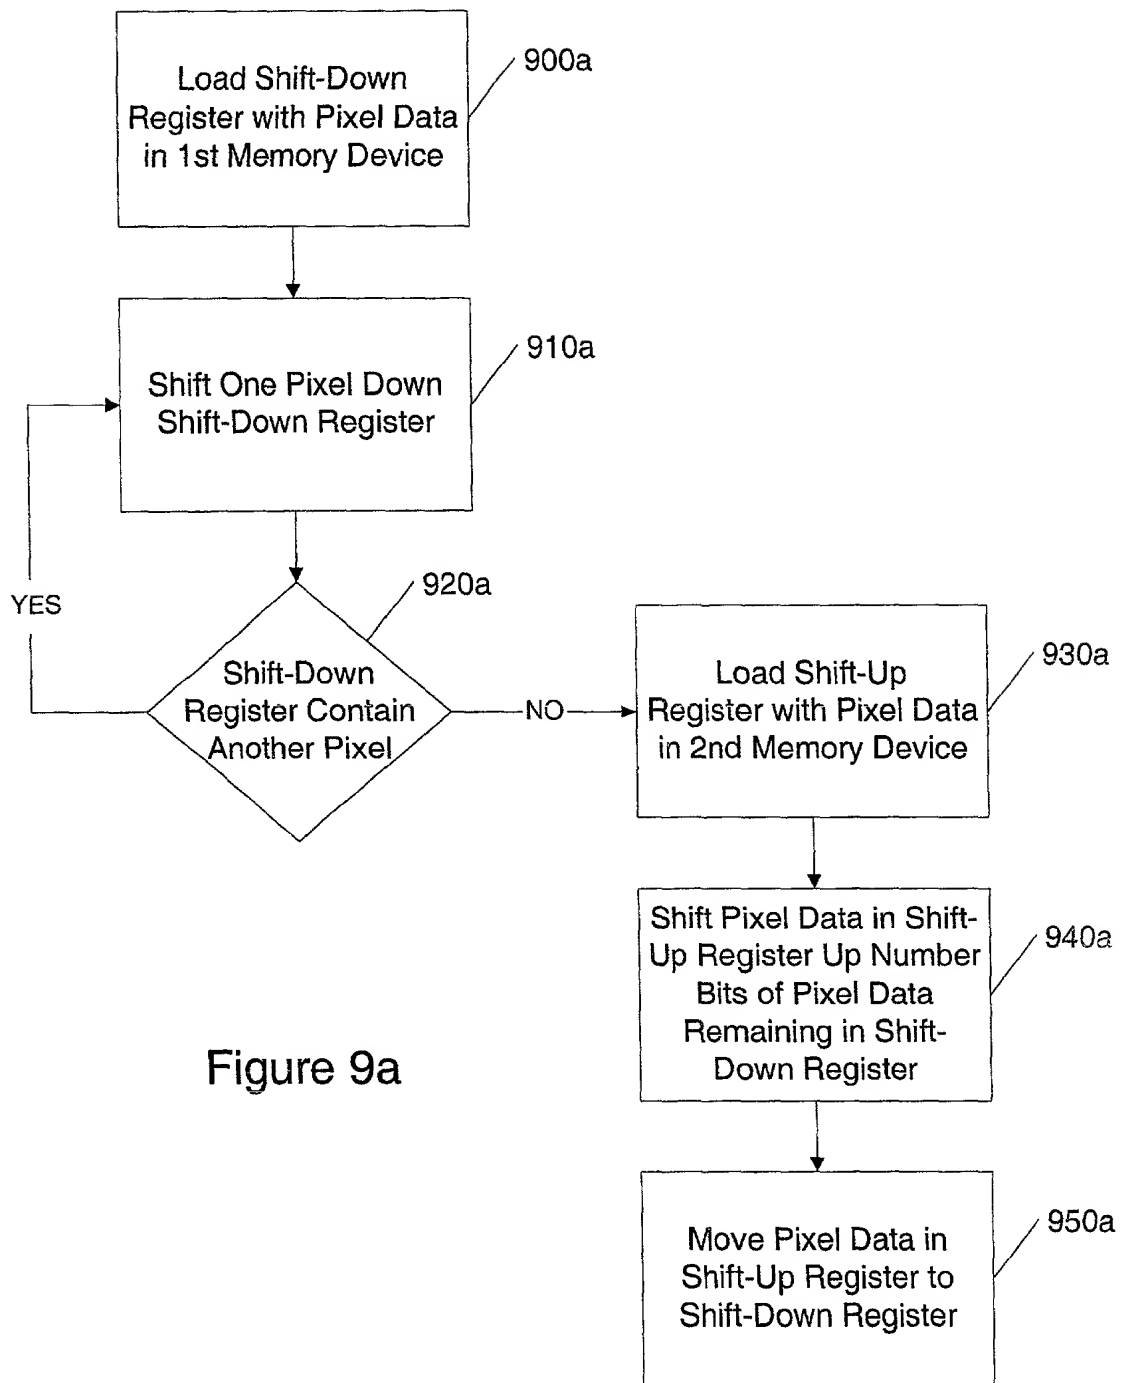 Load Shift-Down
Register with Pixel Data
in 1st Memory Device
900a
Shift One Pixel Down
Shift-Down Register
910a
YES
Shift-Down
Register Contain
Another Pixel
920a
NO
Load Shift-Up
Register with Pixel Data
in 2nd Memory Device
930a
Shift Pixel Data in Shift-
Up Register Up Number
Bits of Pixel Data
Remaining in Shift-
Down Register
940a
Move Pixel Data in
Shift-Up Register to
Shift-Down Register
950a
Figure 9a